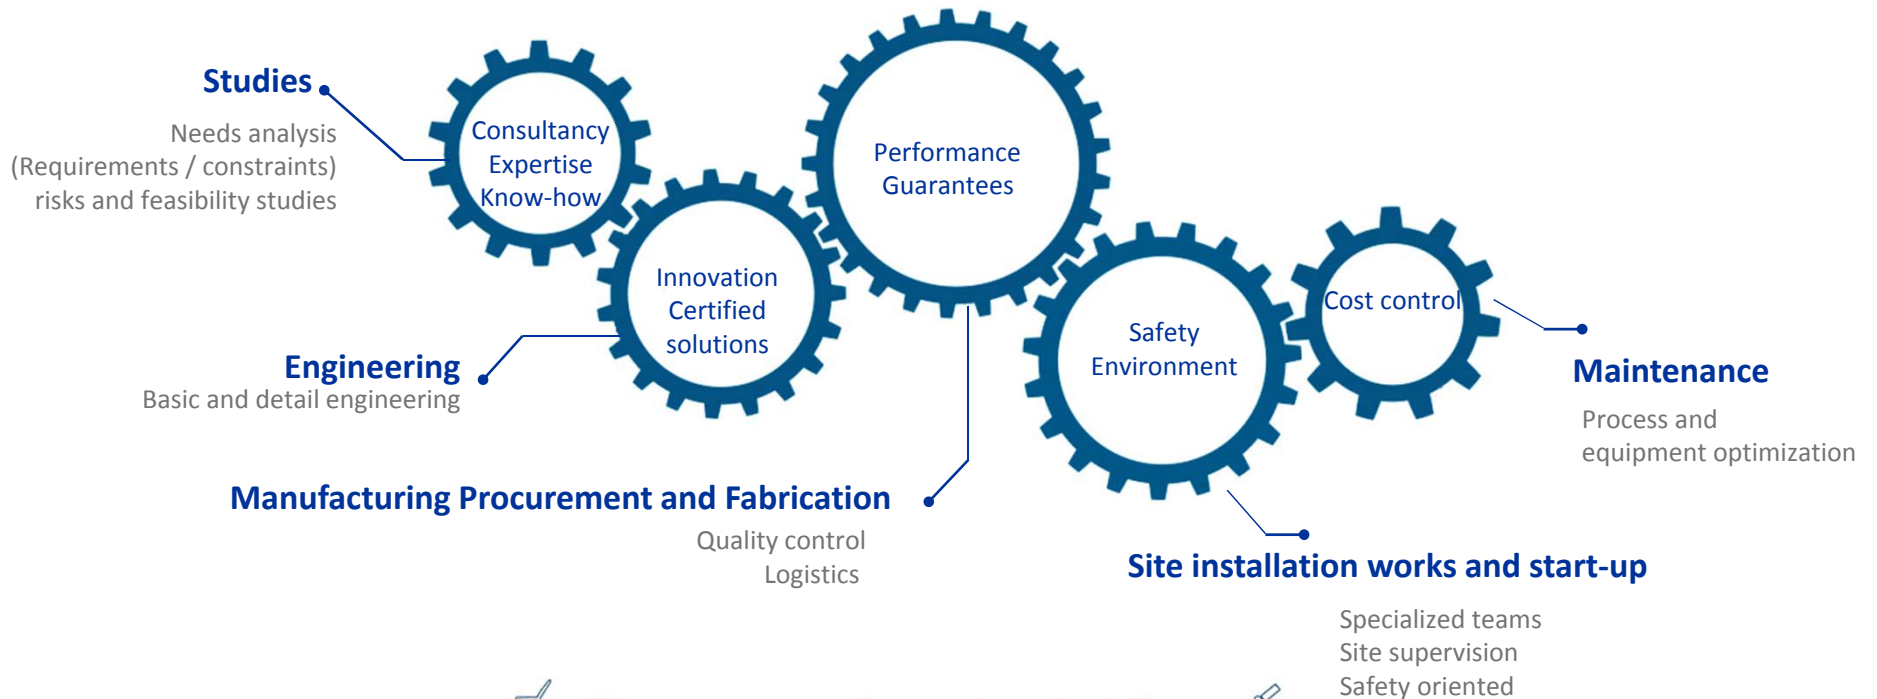 Studies
Needs analysis
(Requirements / constraints)
risks and feasibility studies
Consultancy
Expertise
Know-how
Innovation
Certified
solutions
Engineering
Basic and detail engineering
Performance
Guarantees
Manufacturing Procurement and Fabrication
Quality control
Logistics
Safety
Environment
Site installation works and start-up
Specialized teams
Site supervision
Safety oriented
Cost control
Maintenance
Process and
equipment optimization